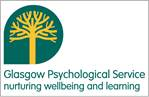 Glasgow Psychological Service
nurturing wellbeing and learning